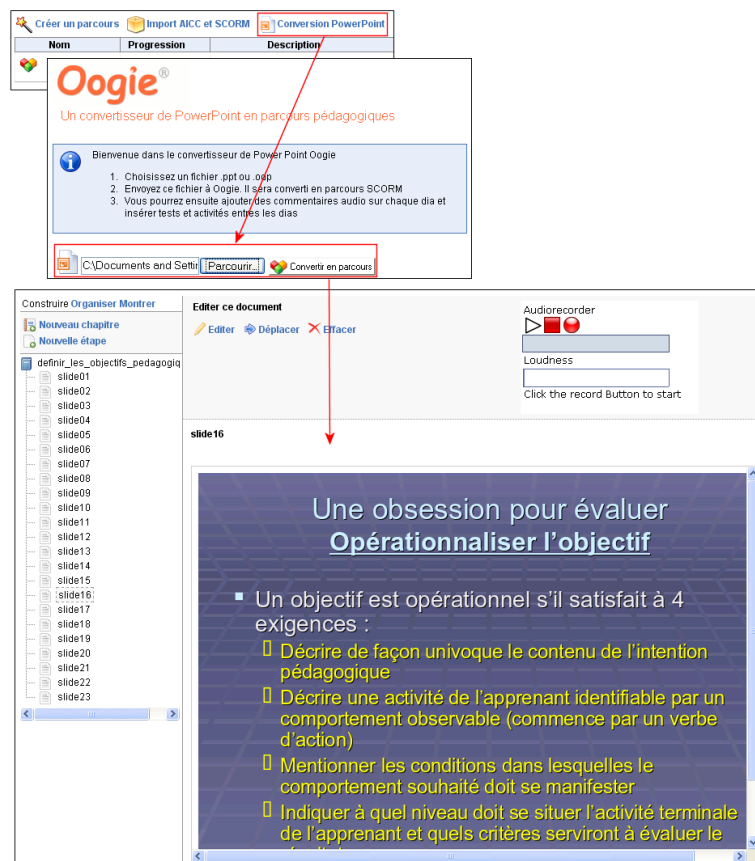 Créer un parcours Import AICC et SCORM Conversion PowerPoint
Nom Progression Description
Oogie®
Un convertisseur de PowerPoint en parcours pédagogiques
Bienvenue dans le convertisseur de Power Point Oogie
1. Choisissez un fichier .ppt ou .odp
2. Envoyez ce fichier à Oogie. Il sera converti en parcours SCORM
3. Vous pourrez ensuite ajouter des commentaires audio sur chaque dia et
insérer tests et activités entres les dias
C:\Documents and Settin Parcourir... Convertir en parcours
Construire Organiser Montrer
Nouveau chapitre
Nouvelle étape
definir_les_objectifs_pedagogiq
slide01
slide02
slide03
slide04
slide05
slide06
slide07
slide08
slide09
slide10
slide11
slide12
slide13
slide14
slide15
slide16
slide17
slide18
slide19
slide20
slide21
slide22
slide23
Editer ce document
Editer Déplacer Effacer
Audiorecorder
Loudness
Click the record Button to start
slide16
Une obsession pour évaluer
Opérationnaliser l’objectif
Un objectif est opérationnel s’il satisfait à 4
exigences :
Décrire de façon univoque le contenu de l’intention
pédagogique
Décrire une activité de l’apprenant identifiable par un
comportement observable (commence par un verbe
d’action)
Mentionner les conditions dans lesquelles le
comportement souhaité doit se manifester
Indiquer à quel niveau doit se situer l’activité terminale
de l’apprenant et quels critères serviront à évaluer le